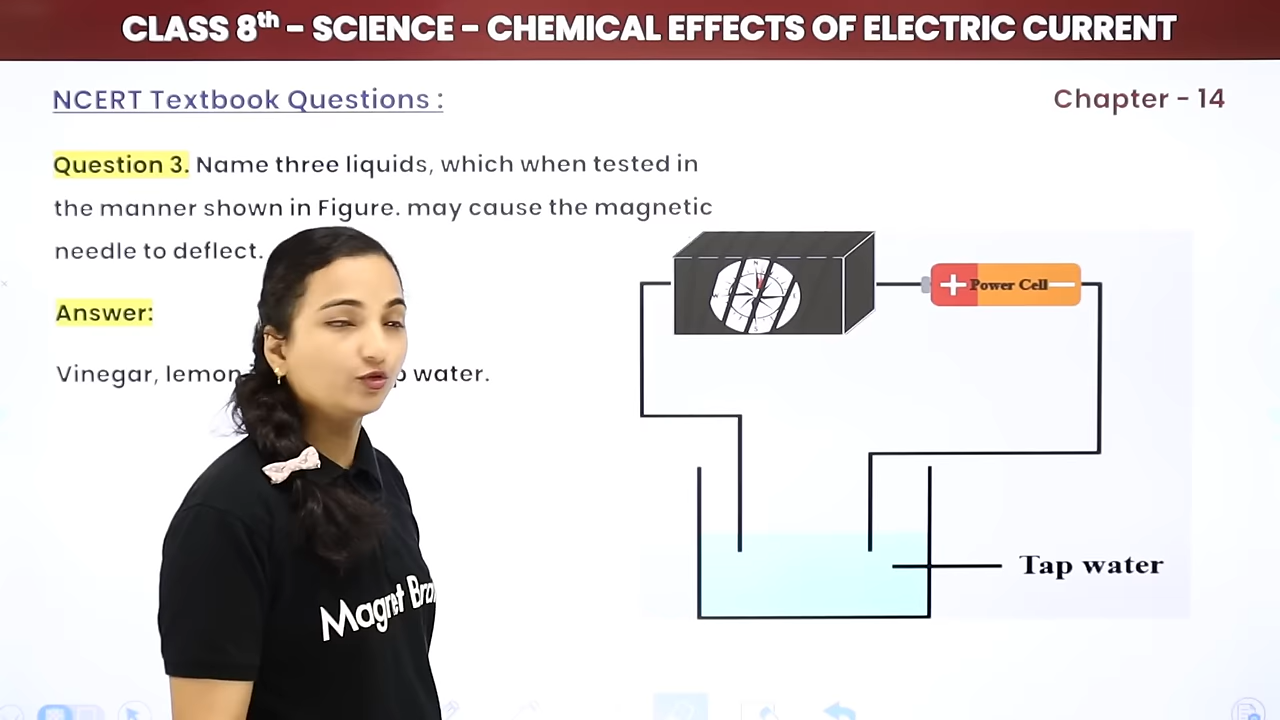 CLASS 8th - SCIENCE - CHEMICAL EFFECTS OF ELECTRIC CURRENT
NCERT Textbook Questions :
Chapter - 14
Question 3. Name three liquids, which when tested in
the manner shown in Figure. may cause the magnetic
needle to deflect.
Answer:
Vinegar, lemon water.
+ Power Cell —
Tap water
Magnet